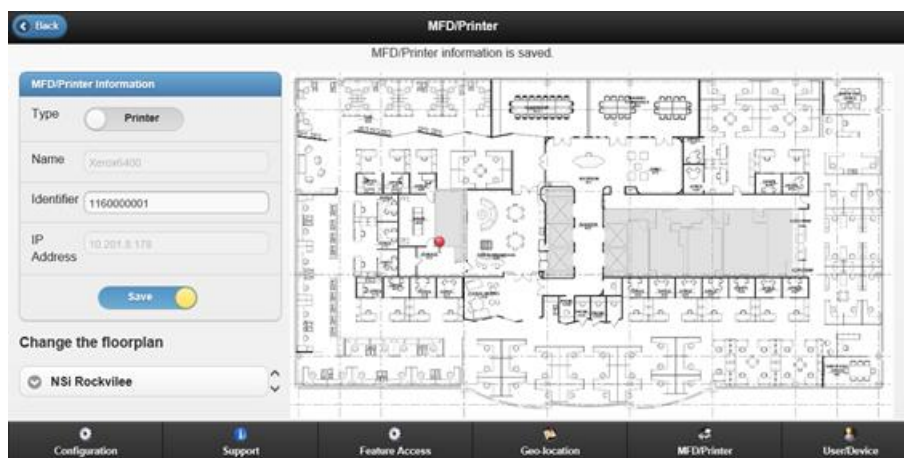 Back
MFD/Printer
MFD/Printer information is saved.
MFD/Printer Information
Type
Printer
Name
Xerox6400
Identifier
1160000001
IP
Address
10.201.8.178
Save
Change the floorplan
NSi Rockvilee
Configuration
Support
Feature Access
Geo-location
MFD/Printer
User/Device